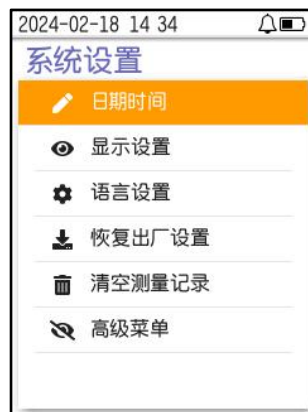 2024-02-18 14 34
系统设置
日期时间
显示设置
语言设置
恢复出厂设置
清空测量记录
高级菜单